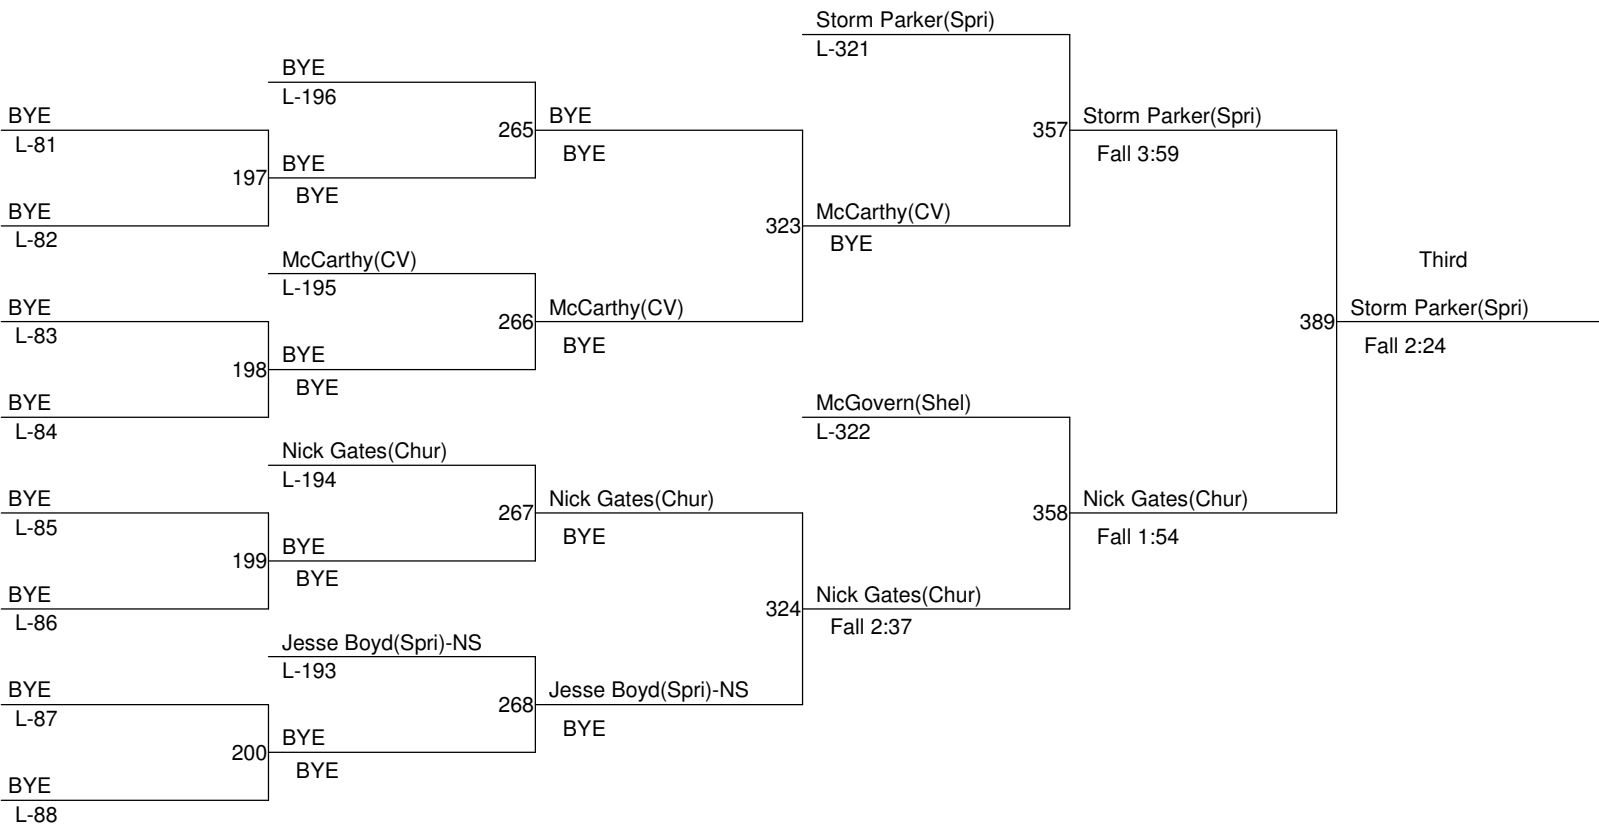 Storm Parker(Spri)
L-321
BYE
L-196
BYE
L-81
265
BYE
BYE
357
Storm Parker(Spri)
Fall 3:59
197
BYE
BYE
BYE
L-82
323
McCarthy(CV)
BYE
McCarthy(CV)
L-195
Third
BYE
L-83
266
McCarthy(CV)
BYE
389
Storm Parker(Spri)
Fall 2:24
198
BYE
BYE
BYE
L-84
McGovern(Shel)
L-322
Nick Gates(Chur)
L-194
BYE
L-85
267
Nick Gates(Chur)
BYE
358
Nick Gates(Chur)
Fall 1:54
199
BYE
BYE
BYE
L-86
324
Nick Gates(Chur)
Fall 2:37
Jesse Boyd(Spri)-NS
L-193
BYE
L-87
268
Jesse Boyd(Spri)-NS
BYE
200
BYE
BYE
BYE
L-88